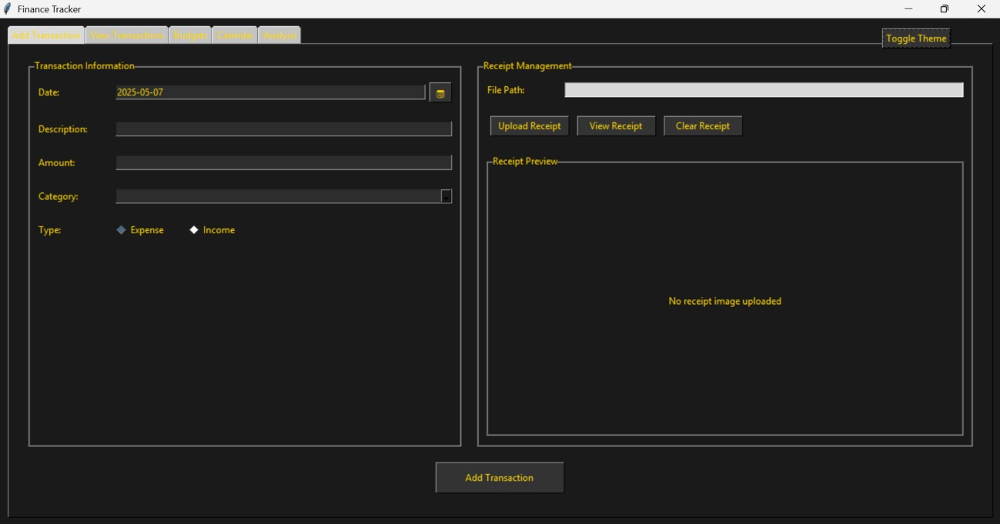 Finance Tracker
Add Transaction View Transactions Budgets Calendar Analysis
Toggle Theme
Transaction Information
Date: 2025-05-07
Description:
Amount:
Category:
Type: Expense Income
Receipt Management
File Path:
Upload Receipt View Receipt Clear Receipt
Receipt Preview
No receipt image uploaded
Add Transaction